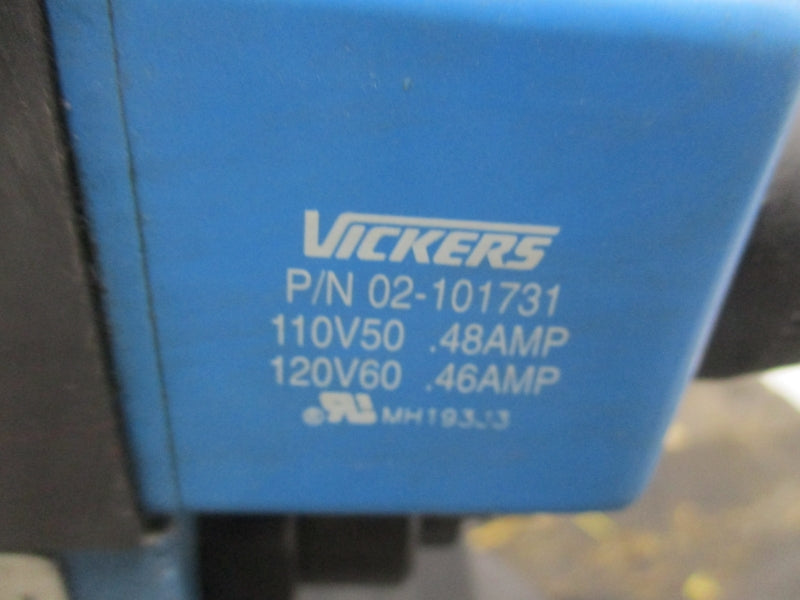 VICKERS
P/N 02-101731
110V50 .48AMP
120V60 .46AMP